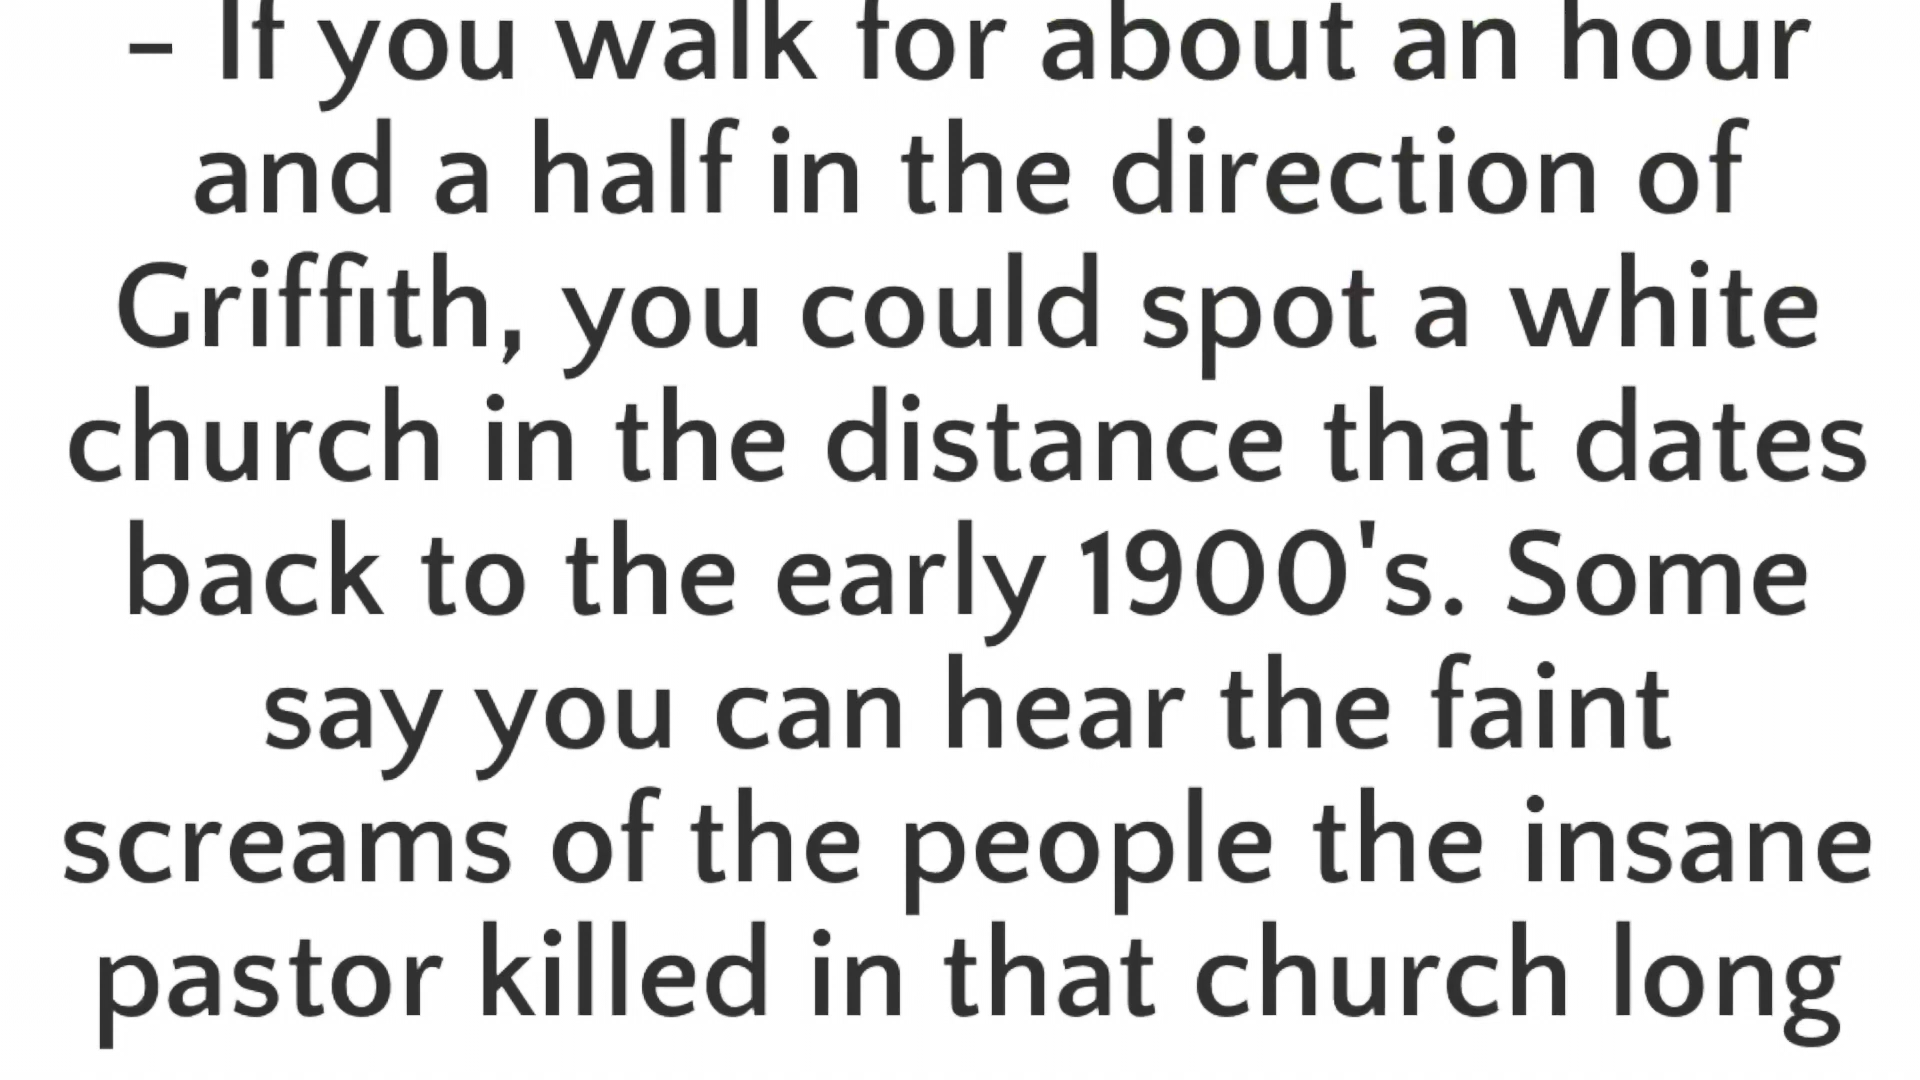 - If you walk for about an hour
and a half in the direction of
Griffith, you could spot a white
church in the distance that dates
back to the early 1900's. Some
say you can hear the faint
screams of the people the insane
pastor killed in that church long